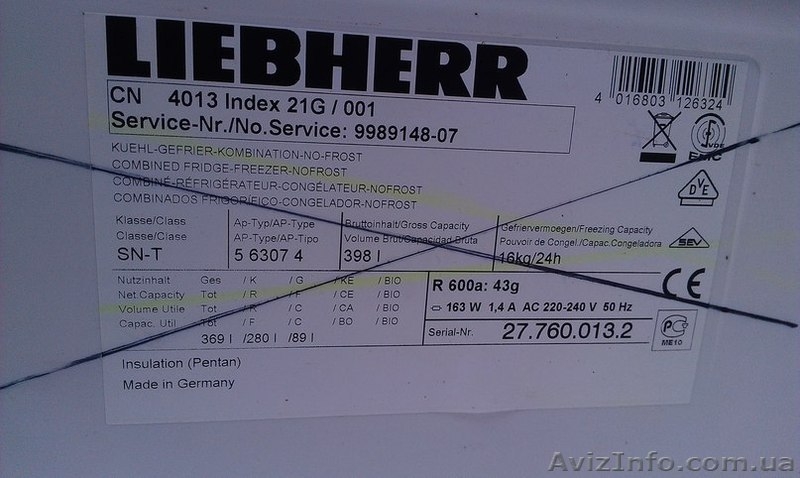 LIEBHERR
CN 4013 Index 21G / 001
Service-Nr./No.Service: 9989148-07
4 016803 126324
KUEHL-GEFRIER-KOMBINATION-NO-FROST
COMBINED FRIDGE-FREEZER-NOFROST
COMBINÉ-RÉFRIGÉRATEUR-CONGÉLATEUR-NOFROST
COMBINADOS FRIGORIFICO-CONGELADOR-NOFROST
VDE
EMC
VDE
SEV
Klasse/Class
Classe/Clase
SN-T
Ap-Typ/AP-Type
AP-Type/AP-Tipo
5 6307 4
Bruttoinhalt/Gross Capacity
Volume Brut/Capacidad Bruta
398 l
Gefriervermoegen/Freezing Capacity
Pouvoir de Congel./Capac.Congeladora
16kg/24h
CE
Nutzinhalt Ges / K / G / KE / BIO
Net Capacity Tot / R / F / CE / BIO
Volume Utile Tot / R / C / CA / BIO
Capac. Util Tot / F / C / BO / BIO
369 l /280 l /89 l
R 600a: 43g
163 W 1,4 A AC 220-240 V 50 Hz
Serial-Nr. 27.760.013.2
ME10
Insulation (Pentan)
Made in Germany
AvizInfo.com.ua